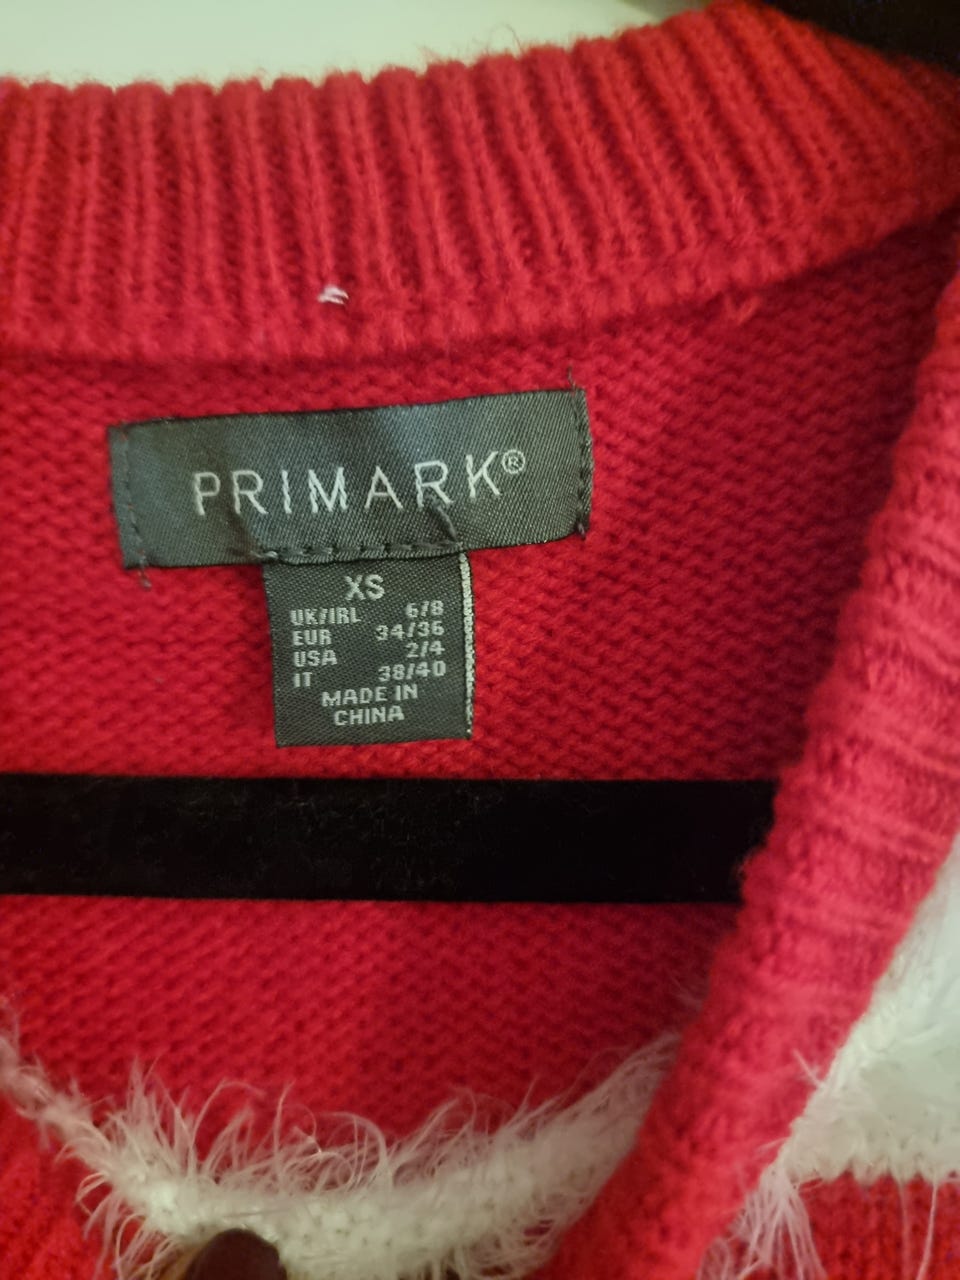 PRIMARK®
XS
UK/IRL 6/8
EUR 34/36
USA 2/4
IT 38/40
MADE IN
CHINA